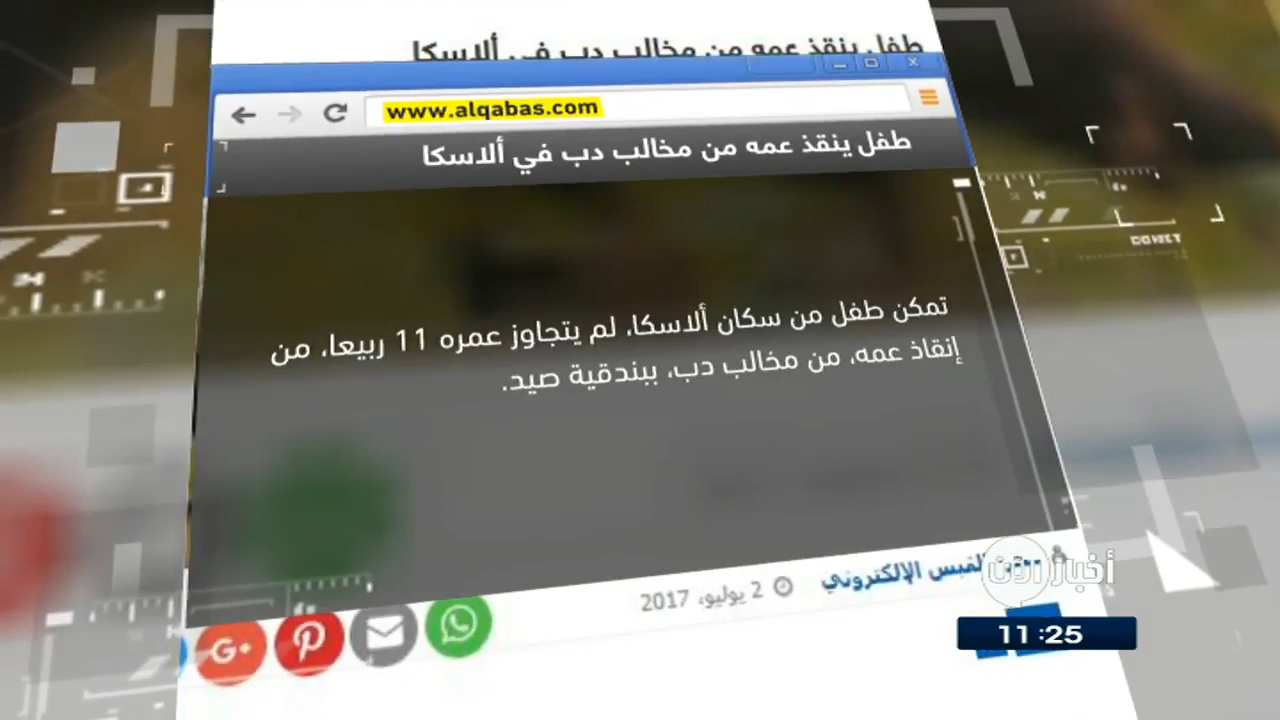 طفل ينقذ عمه من مخالب دب في ألاسكا
www.alqabas.com
طفل ينقذ عمه من مخالب دب في ألاسكا
تمكن طفل من سكان ألاسكا، لم يتجاوز عمره 11 ربيعا، من
إنقاذ عمه، من مخالب دب، ببندقية صيد.
القبس الإلكتروني
2 يوليو، 2017
G+
أخبار الآن
11:25